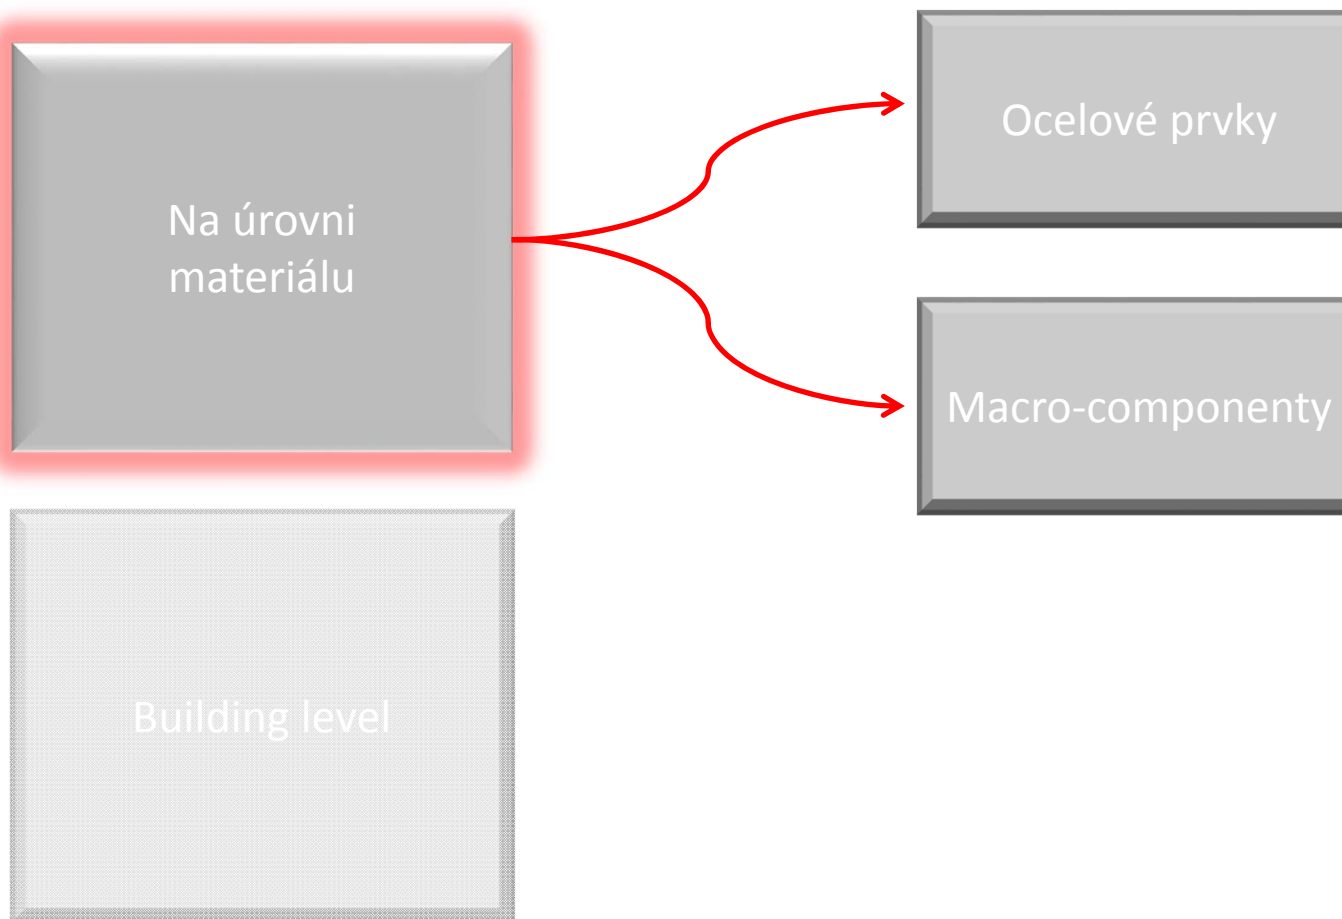 Na úrovni
materiálu
Ocelové prvky
Macro-componenty
Building level